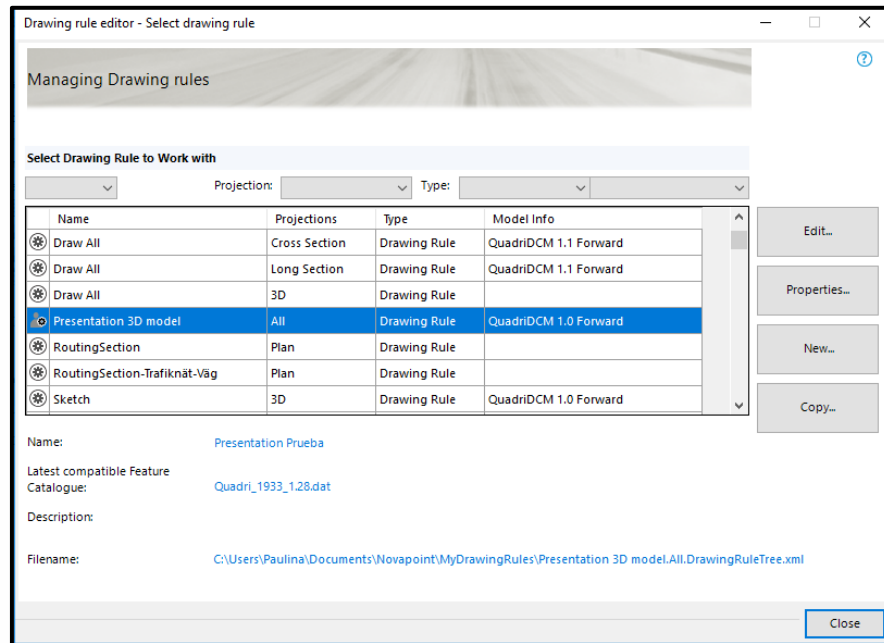 Drawing rule editor - Select drawing rule
Managing Drawing rules
Select Drawing Rule to Work with
Projection: Type:
Name Projections Type Model Info
Draw All Cross Section Drawing Rule QuadriDCM 1.1 Forward
Draw All Long Section Drawing Rule QuadriDCM 1.1 Forward
Draw All 3D Drawing Rule
Presentation 3D model All Drawing Rule QuadriDCM 1.0 Forward
RoutingSection Plan Drawing Rule
RoutingSection-Trafiknät-Väg Plan Drawing Rule
Sketch 3D Drawing Rule QuadriDCM 1.0 Forward
Edit...
Properties...
New...
Copy...
Name: Presentation Prueba
Latest compatible Feature
Catalogue: Quadri_1933_1.28.dat
Description:
Filename: C:\Users\Paulina\Documents\Novapoint\MyDrawingRules\Presentation 3D model.All.DrawingRuleTree.xml
Close